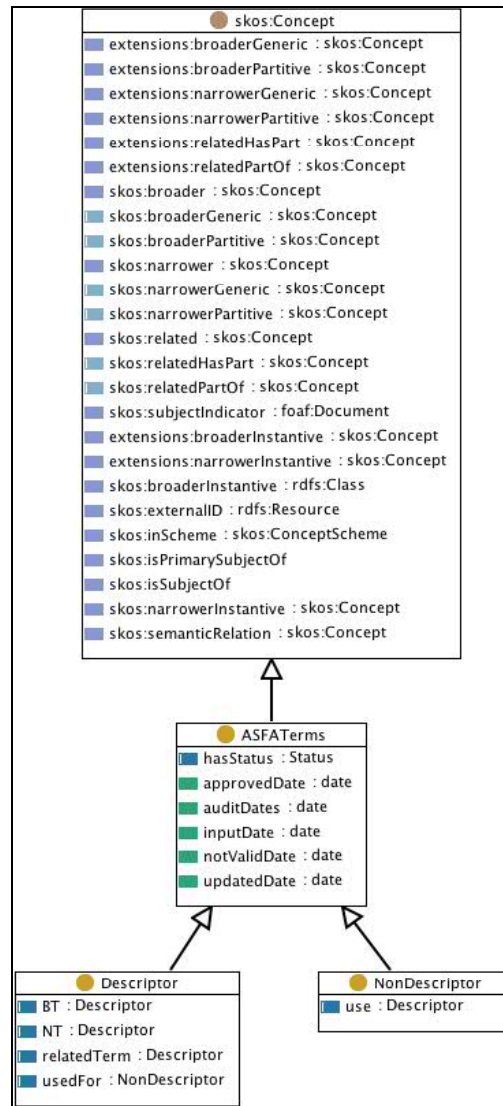 skos:Concept
extensions:broaderGeneric : skos:Concept
extensions:broaderPartitive : skos:Concept
extensions:narrowerGeneric : skos:Concept
extensions:narrowerPartitive : skos:Concept
extensions:relatedHasPart : skos:Concept
extensions:relatedPartOf : skos:Concept
skos:broader : skos:Concept
skos:broaderGeneric : skos:Concept
skos:broaderPartitive : skos:Concept
skos:narrower : skos:Concept
skos:narrowerGeneric : skos:Concept
skos:narrowerPartitive : skos:Concept
skos:related : skos:Concept
skos:relatedHasPart : skos:Concept
skos:relatedPartOf : skos:Concept
skos:subjectIndicator : foaf:Document
extensions:broaderInstantive : skos:Concept
extensions:narrowerInstantive : skos:Concept
skos:broaderInstantive : rdfs:Class
skos:externalID : rdfs:Resource
skos:inScheme : skos:ConceptScheme
skos:isPrimarySubjectOf
skos:isSubjectOf
skos:narrowerInstantive : skos:Concept
skos:semanticRelation : skos:Concept
ASFATerms
hasStatus : Status
approvedDate : date
auditDates : date
inputDate : date
notValidDate : date
updatedDate : date
Descriptor
BT : Descriptor
NT : Descriptor
relatedTerm : Descriptor
usedFor : NonDescriptor
NonDescriptor
use : Descriptor